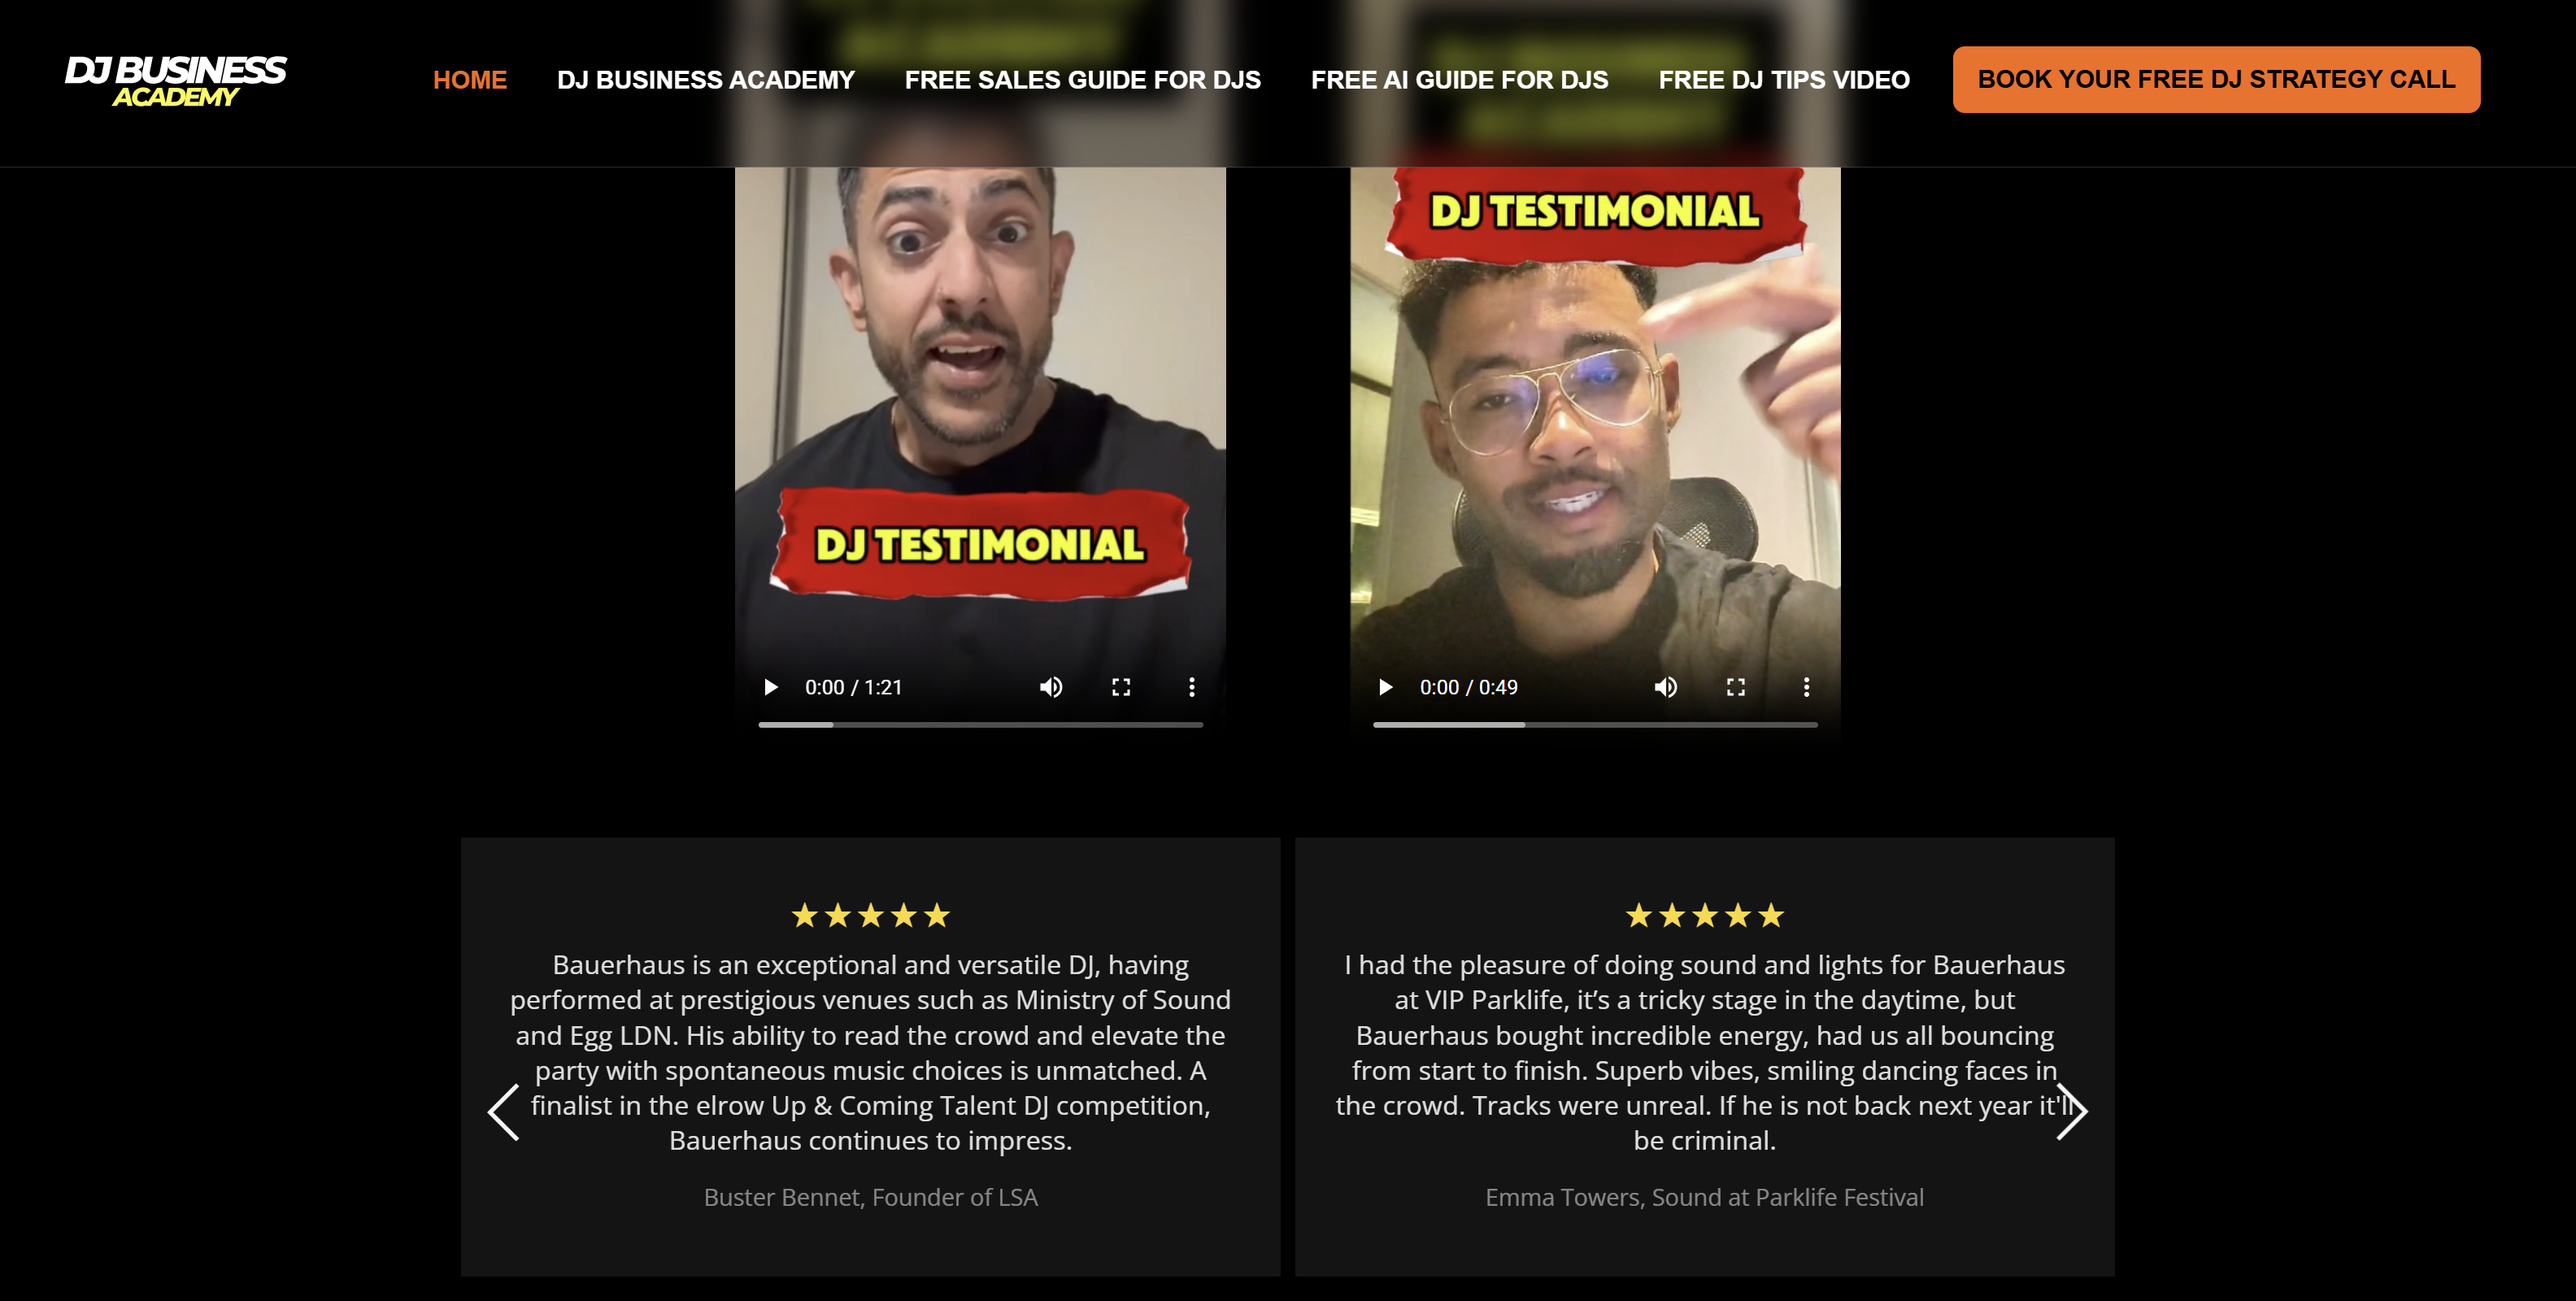 DJ BUSINESS
ACADEMY
HOME
DJ BUSINESS ACADEMY
FREE SALES GUIDE FOR DJS
FREE AI GUIDE FOR DJS
FREE DJ TIPS VIDEO
BOOK YOUR FREE DJ STRATEGY CALL
ACADEMY
DJ BUSINESS
ACADEMY
DJ TESTIMONIAL
DJ TESTIMONIAL
0:00 / 1:21
0:00 / 0:49
Bauerhaus is an exceptional and versatile DJ, having
performed at prestigious venues such as Ministry of Sound
and Egg LDN. His ability to read the crowd and elevate the
party with spontaneous music choices is unmatched. A
finalist in the elrow Up & Coming Talent DJ competition,
Bauerhaus continues to impress.
Buster Bennet, Founder of LSA
I had the pleasure of doing sound and lights for Bauerhaus
at VIP Parklife, it’s a tricky stage in the daytime, but
Bauerhaus bought incredible energy, had us all bouncing
from start to finish. Superb vibes, smiling dancing faces in
the crowd. Tracks were unreal. If he is not back next year it'll
be criminal.
Emma Towers, Sound at Parklife Festival